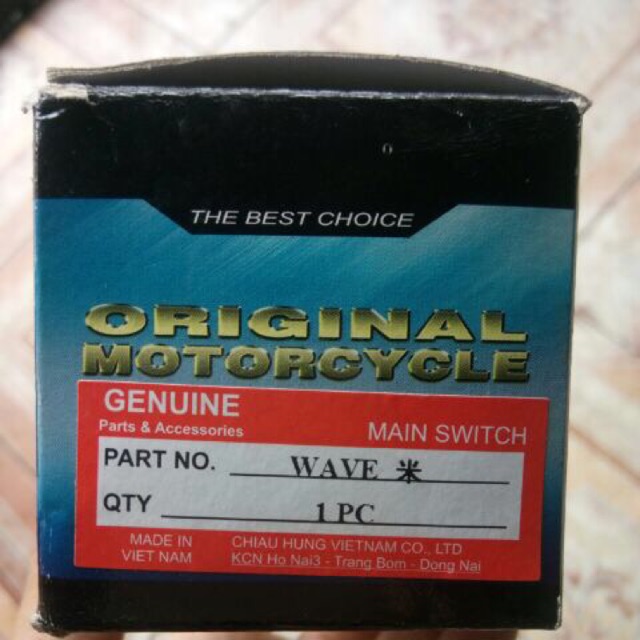 THE BEST CHOICE
ORIGINAL
MOTORCYCLE
GENUINE
Parts & Accessories
MAIN SWITCH
PART NO. WAVE 米
QTY 1 PC
MADE IN
VIET NAM
CHIAU HUNG VIETNAM CO., LTD
KCN Ho Nai3 - Trang Bom - Dong Nai